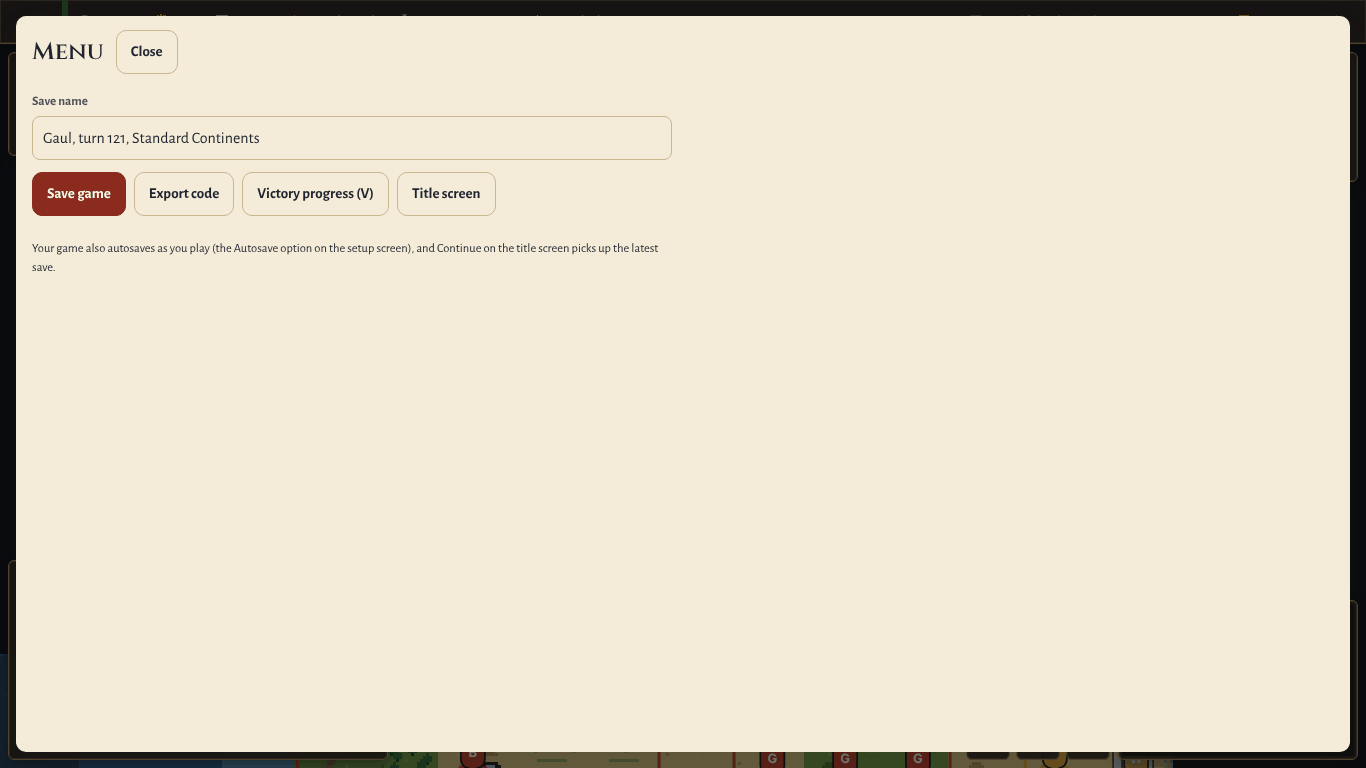 Menu
Close
Save name
Gaul, turn 121, Standard Continents
Save game
Export code
Victory progress (V)
Title screen
Your game also autosaves as you play (the Autosave option on the setup screen), and Continue on the title screen picks up the latest
save.
G
G
G